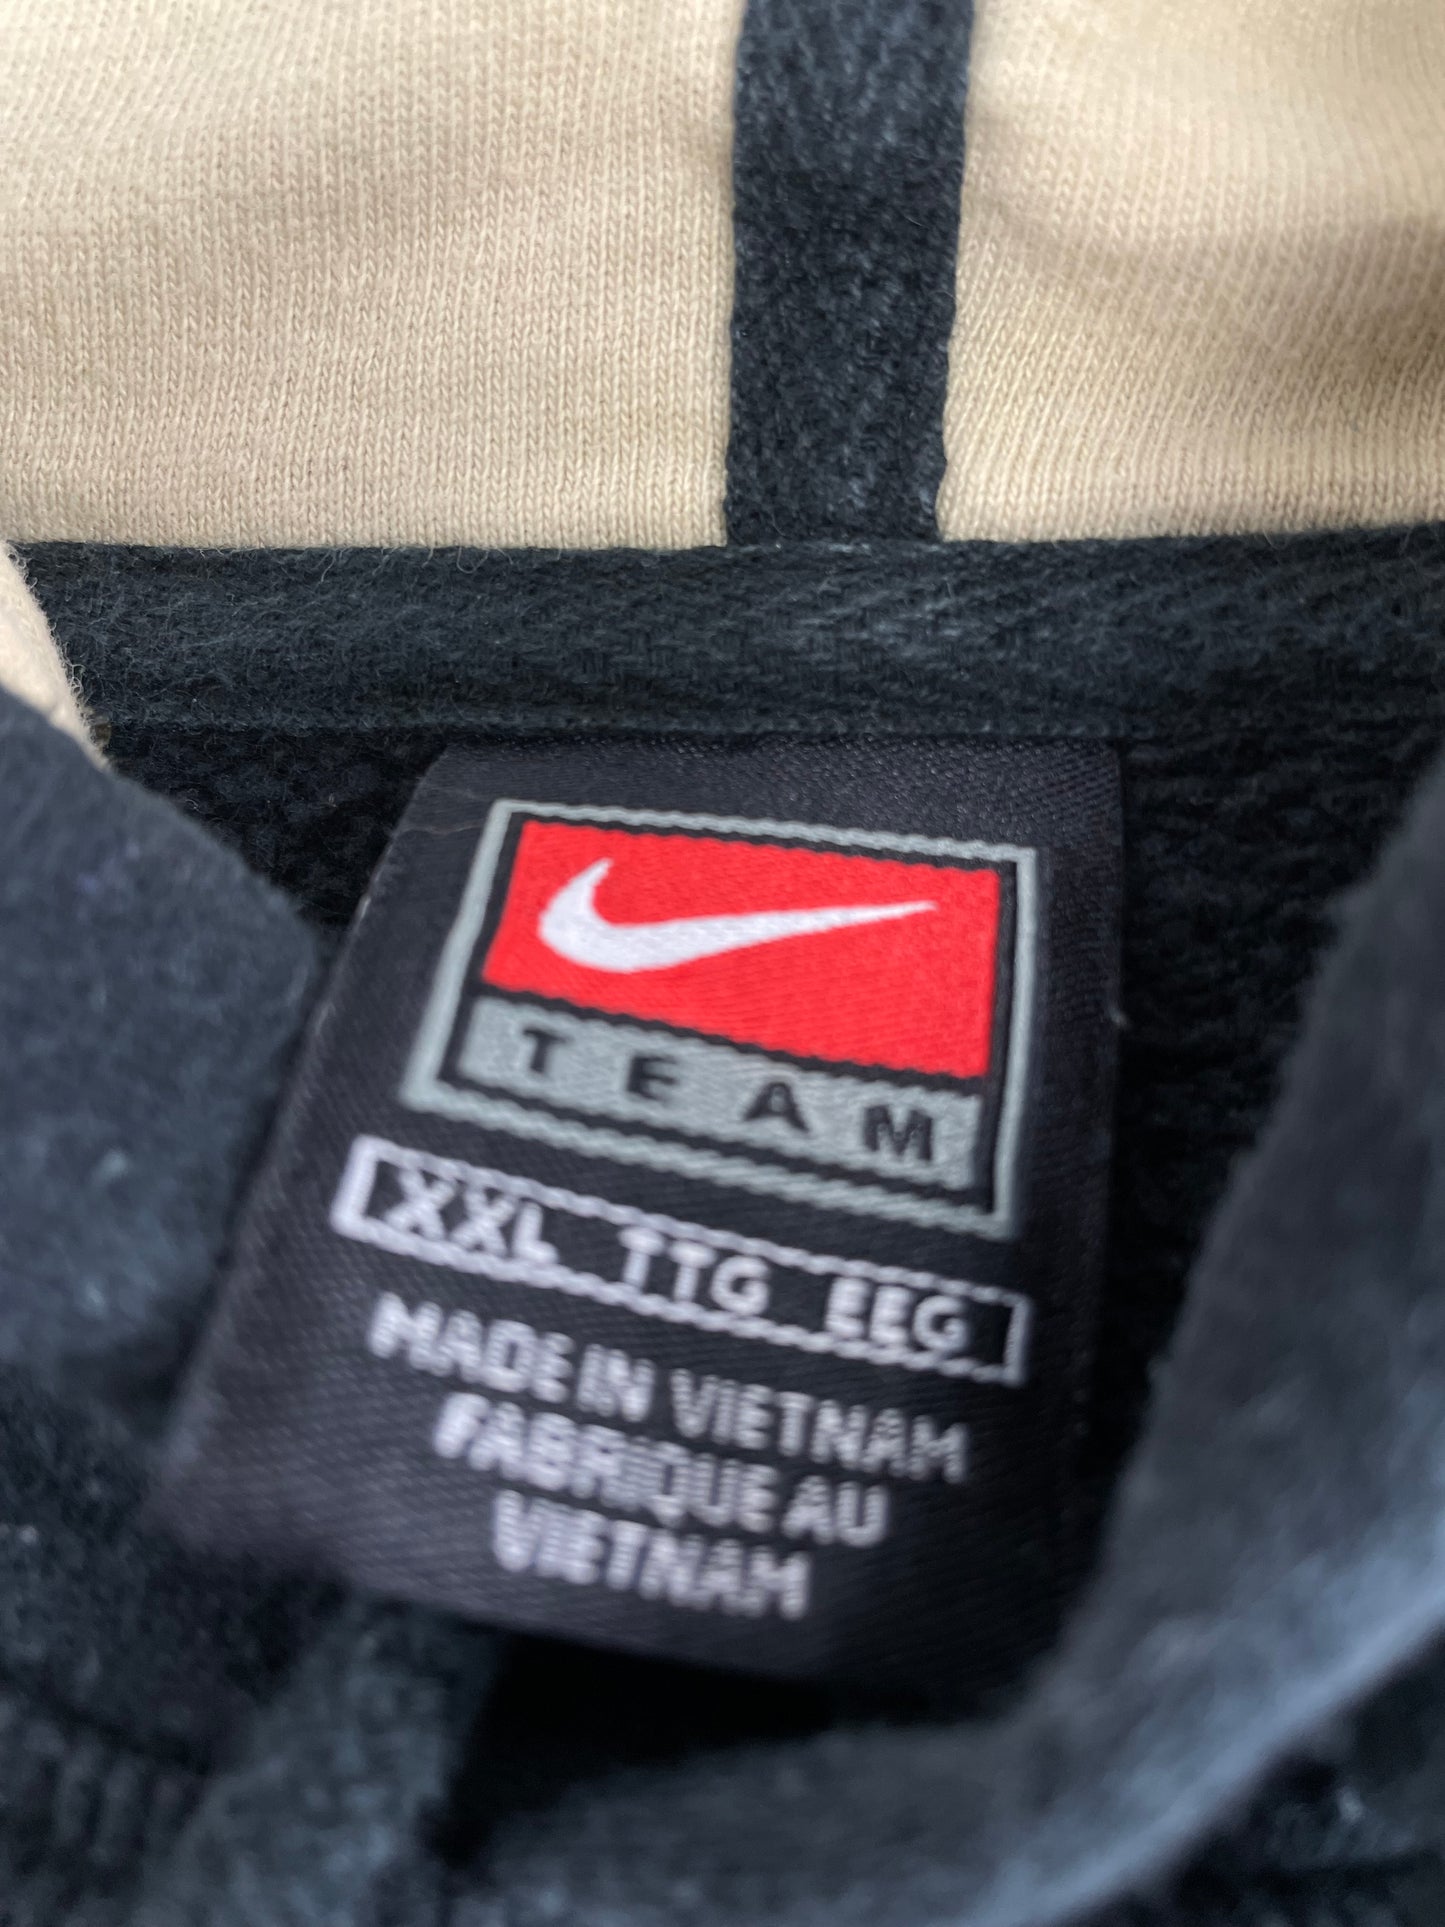 TEAM
XXL TTG EEG
MADE IN VIETNAM
FABRIQUE AU
VIETNAM